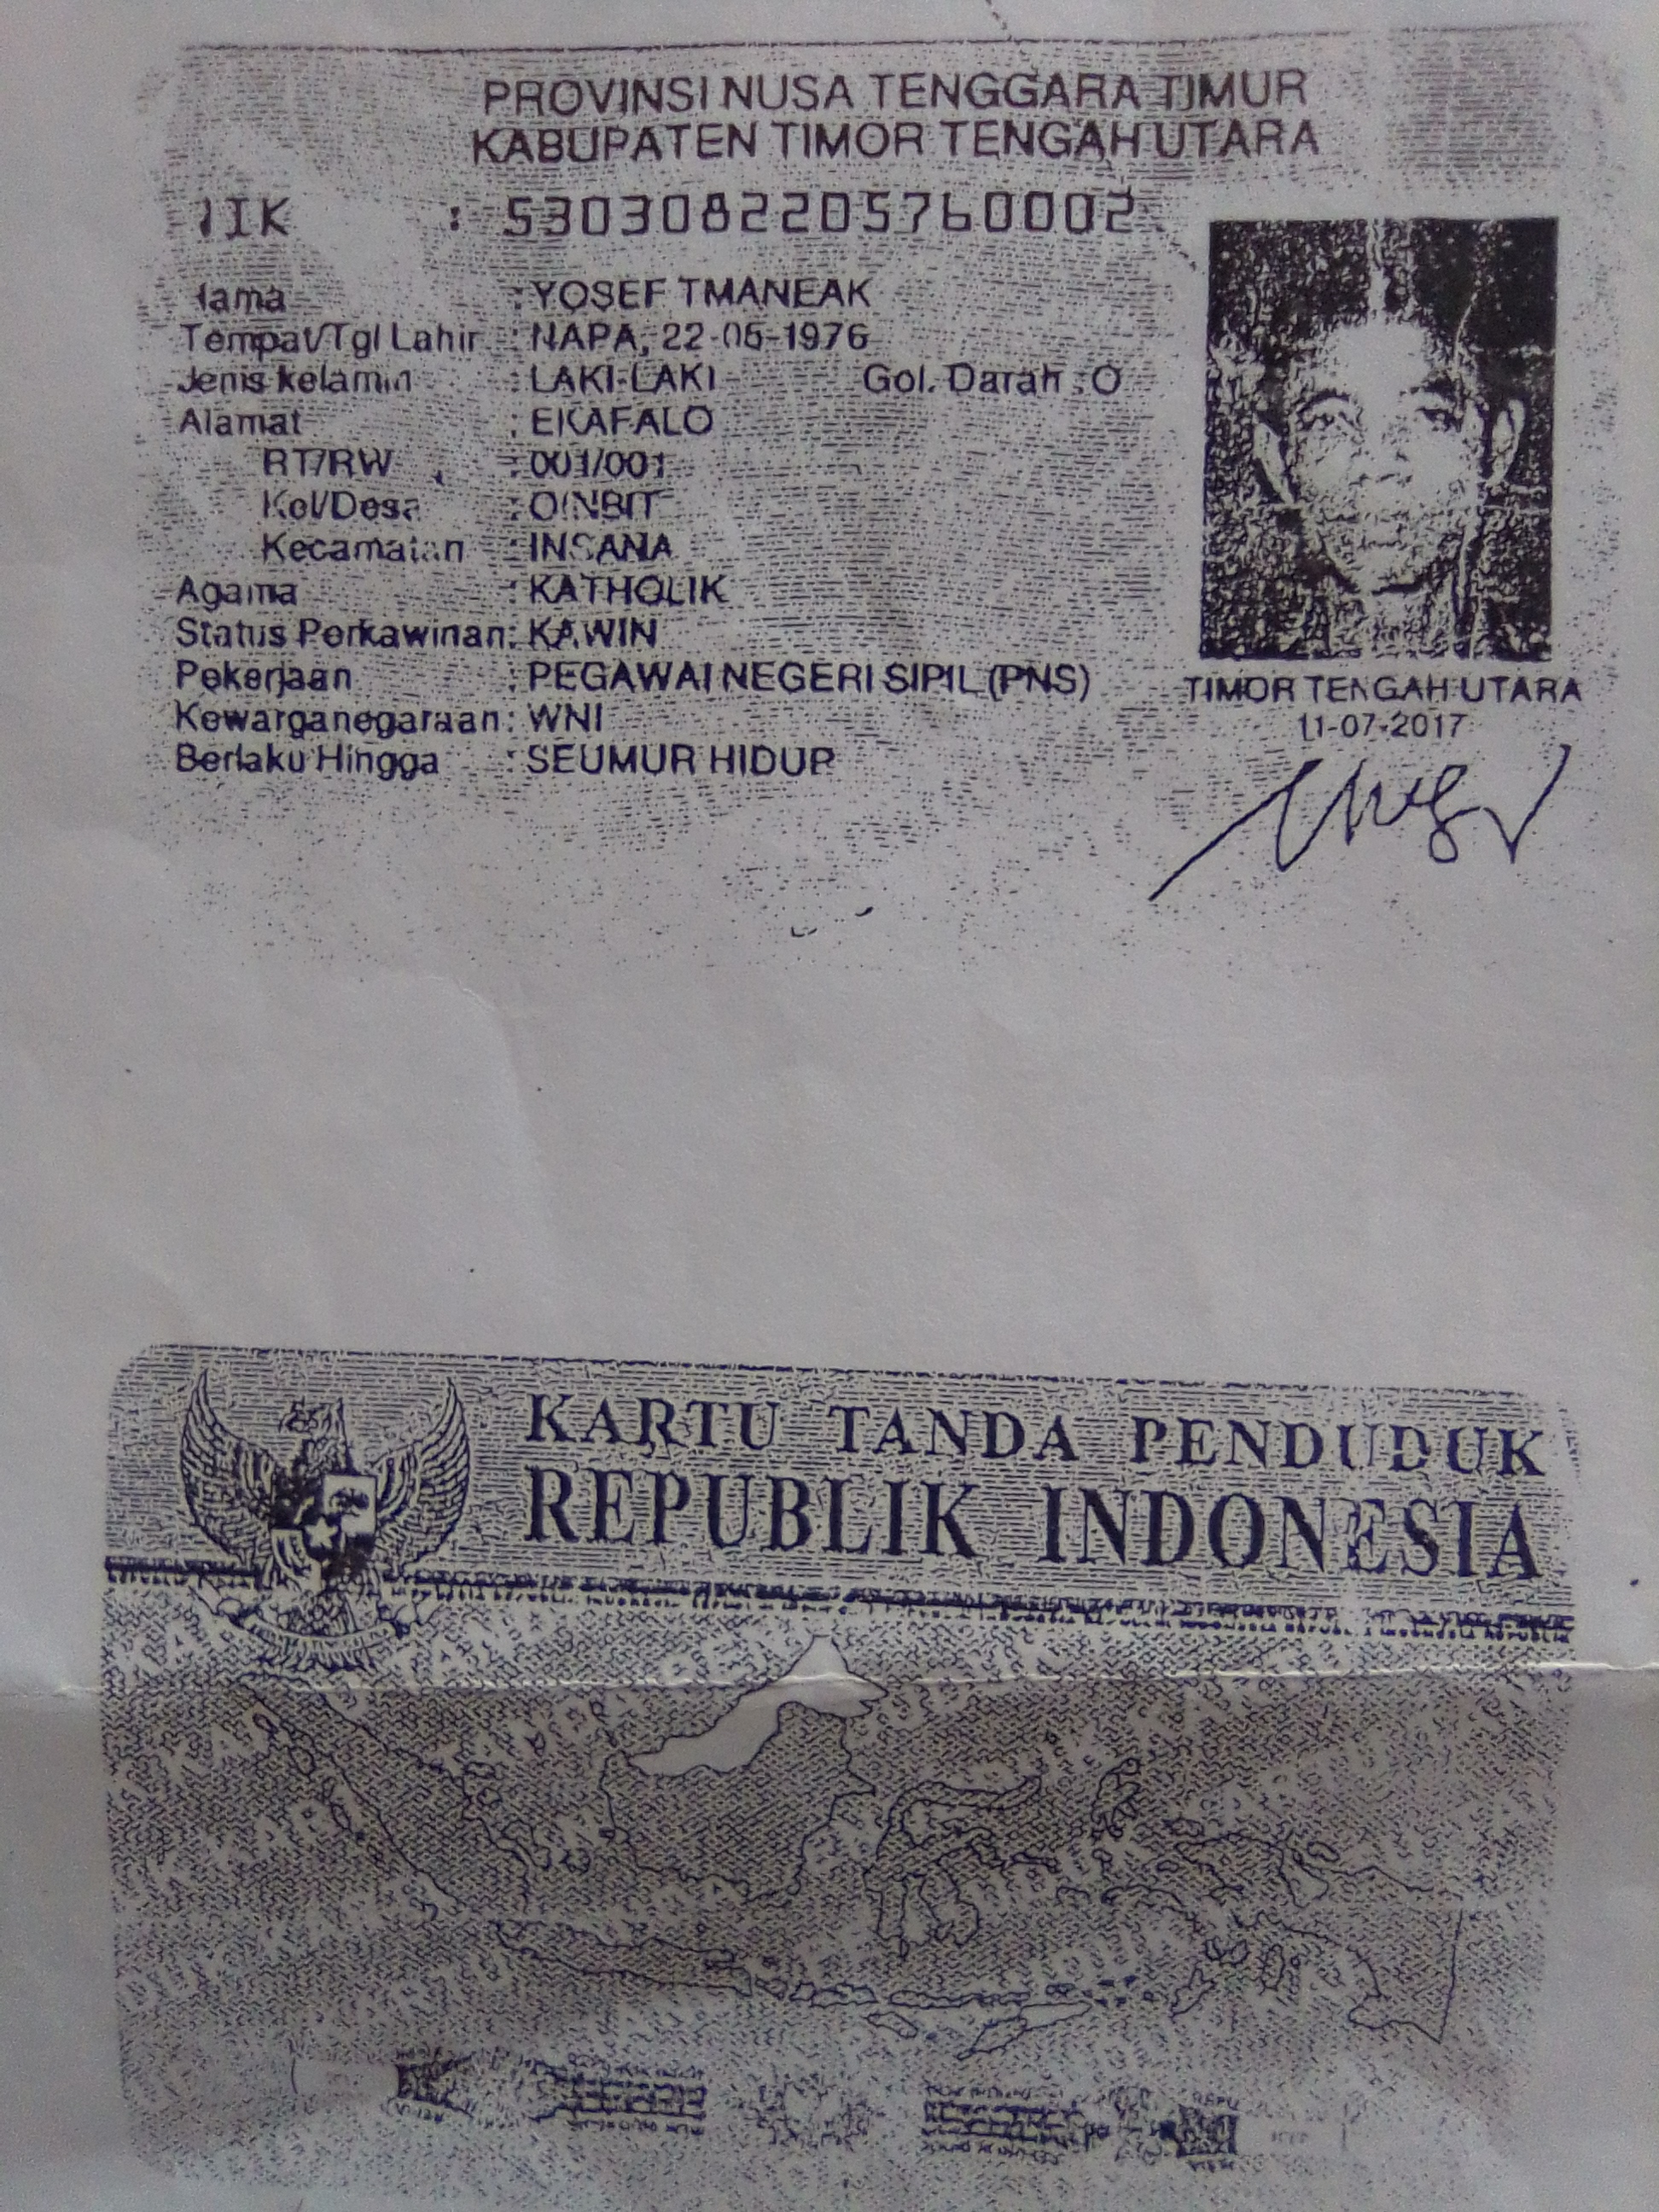 PROVINSI NUSA TENGGARA TIMUR
KABUPATEN TIMOR TENGAH UTARA
NIK : 5303082205760002
Nama : YOSEF TMANEAK
Tempat/Tgl Lahir : NAPA, 22-05-1976
Jenis kelamin : LAKI-LAKI Gol. Darah : O
Alamat : EKAFALO
RT/RW : 001/001
Kel/Desa : OINBIT
Kecamatan : INSANA
Agama : KATHOLIK
Status Perkawinan: KAWIN
Pekerjaan : PEGAWAI NEGERI SIPIL (PNS)
Kewarganegaraan: WNI
Berlaku Hingga : SEUMUR HIDUP
TIMOR TENGAH UTARA
11-07-2017
KARTU TANDA PENDUDUK
REPUBLIK INDONESIA